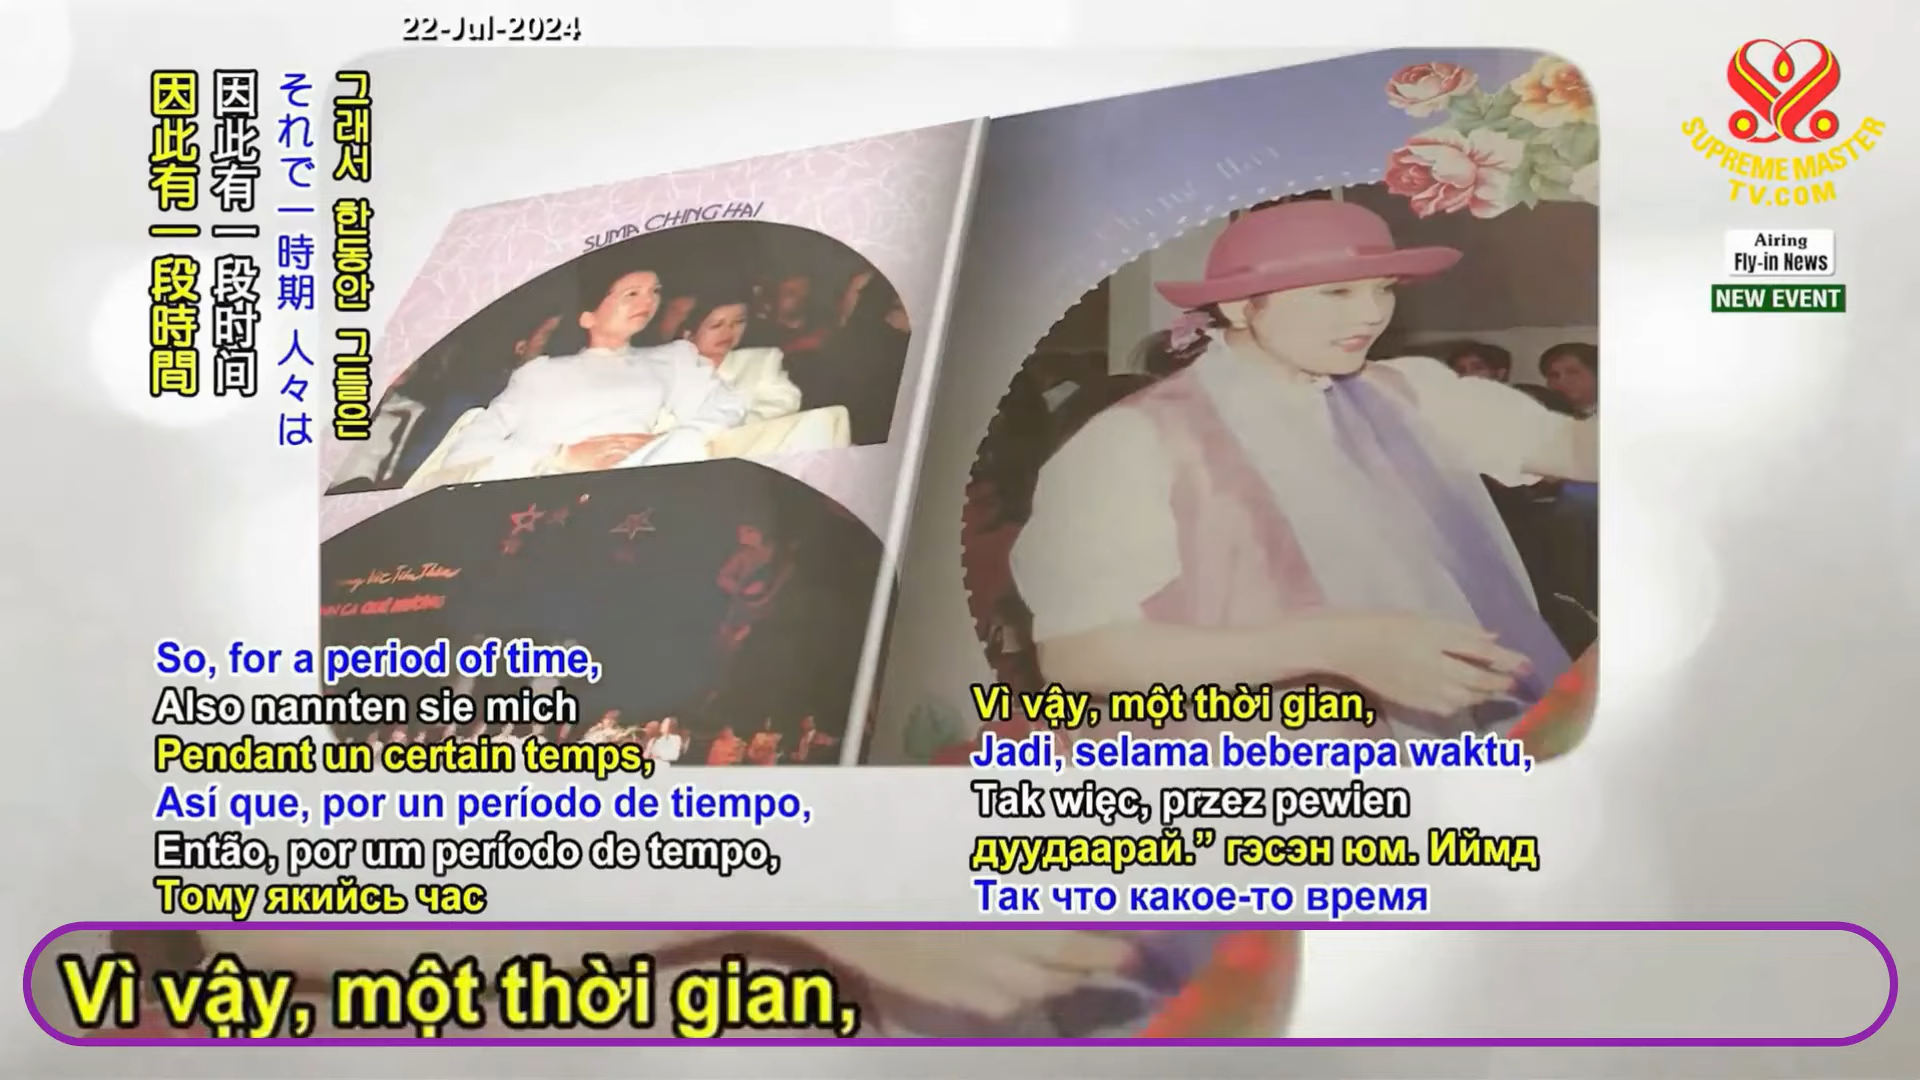 22-Jul-2024
因此有一段時間
因此有一段时间
それで一時期 人々は
그래서 한동안 그들은
SUPREME MASTER
TV.COM
Airing
Fly-in News
NEW EVENT
SUMA CHING HAI
So, for a period of time,
Also nannten sie mich
Pendant un certain temps,
Así que, por un período de tiempo,
Então, por um período de tempo,
Тому якийсь час
Vì vậy, một thời gian,
Jadi, selama beberapa waktu,
Tak więc, przez pewien
дуудаарай.” гэсэн юм. Иймд
Так что какое-то время
Vì vậy, một thời gian,